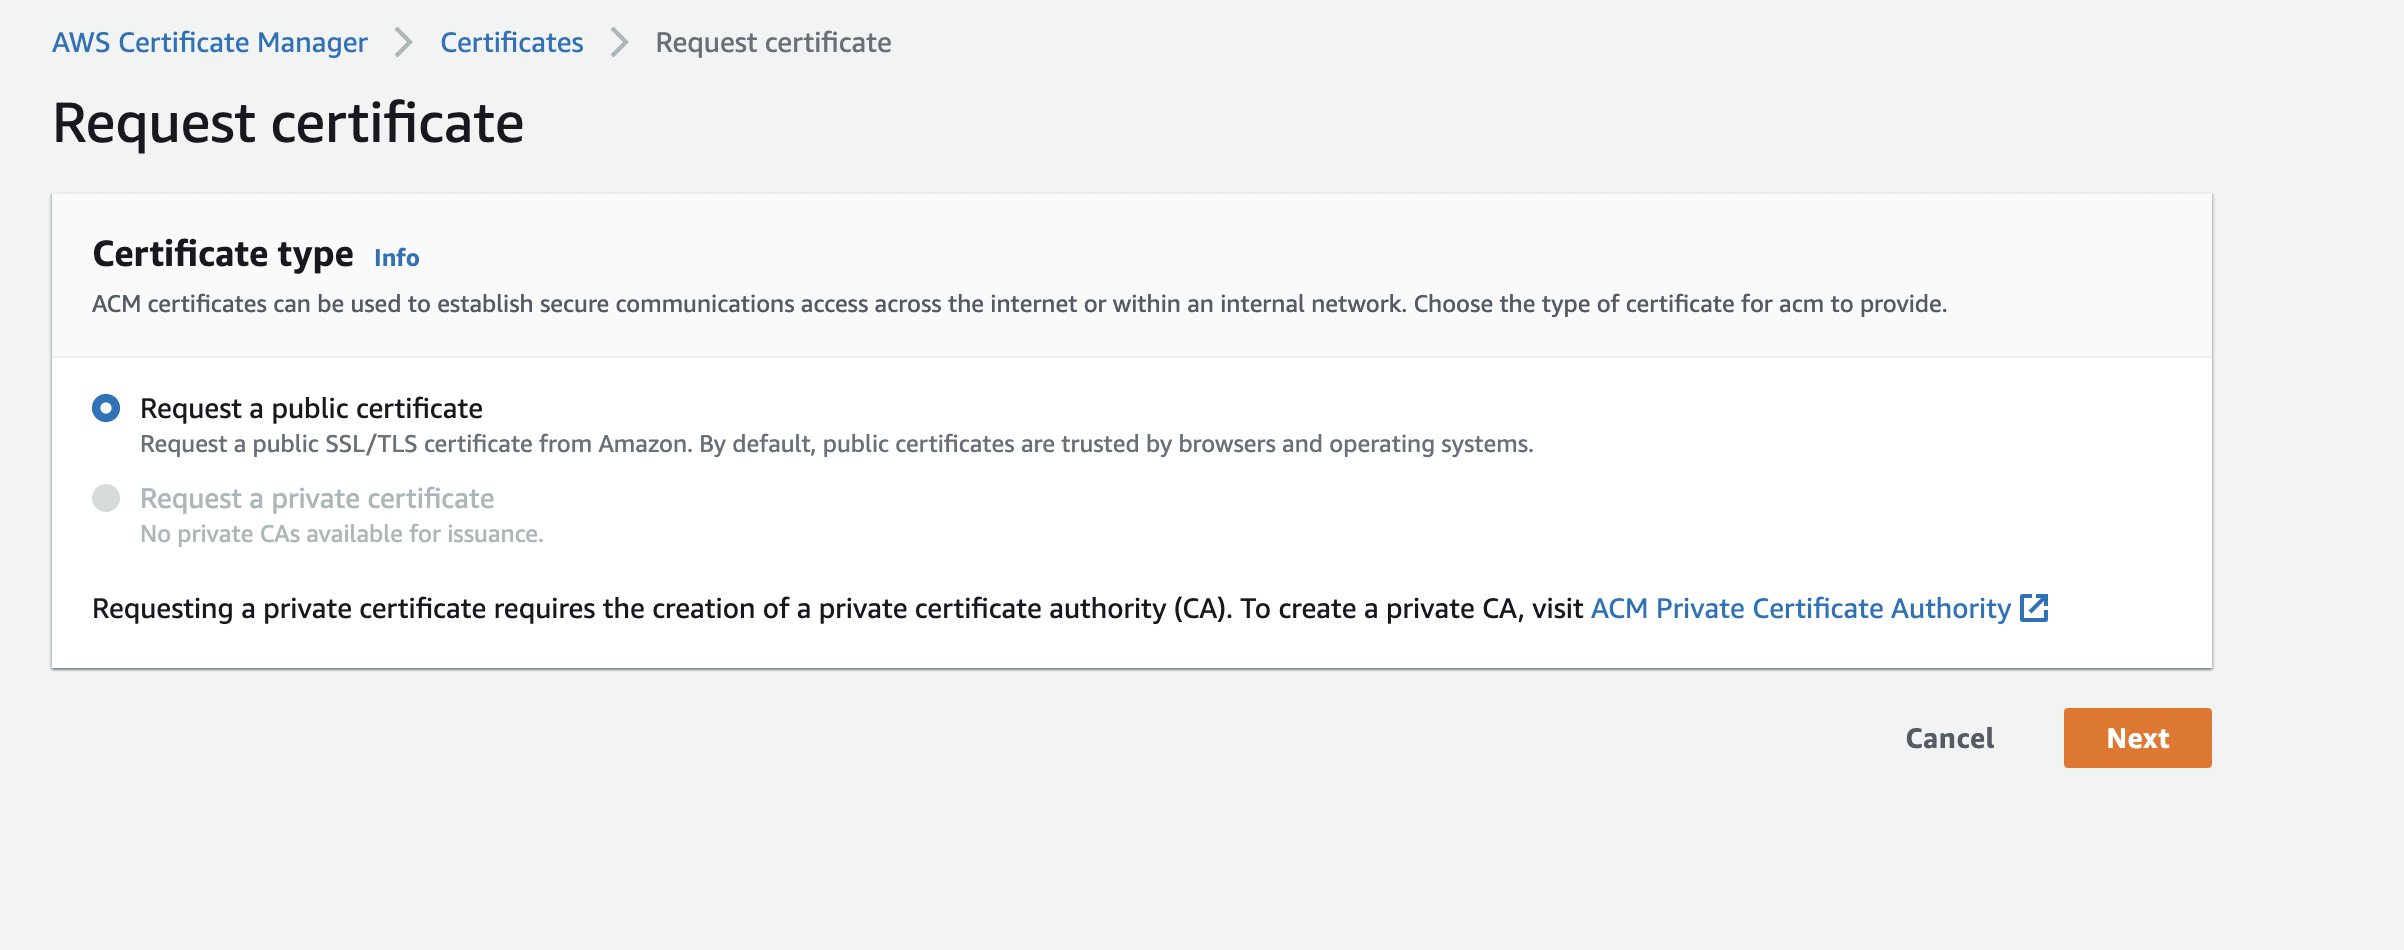 AWS Certificate Manager > Certificates > Request certificate
Request certificate
Certificate type Info
ACM certificates can be used to establish secure communications access across the internet or within an internal network. Choose the type of certificate for acm to provide.
Request a public certificate
Request a public SSL/TLS certificate from Amazon. By default, public certificates are trusted by browsers and operating systems.
Request a private certificate
No private CAs available for issuance.
Requesting a private certificate requires the creation of a private certificate authority (CA). To create a private CA, visit ACM Private Certificate Authority
Cancel Next